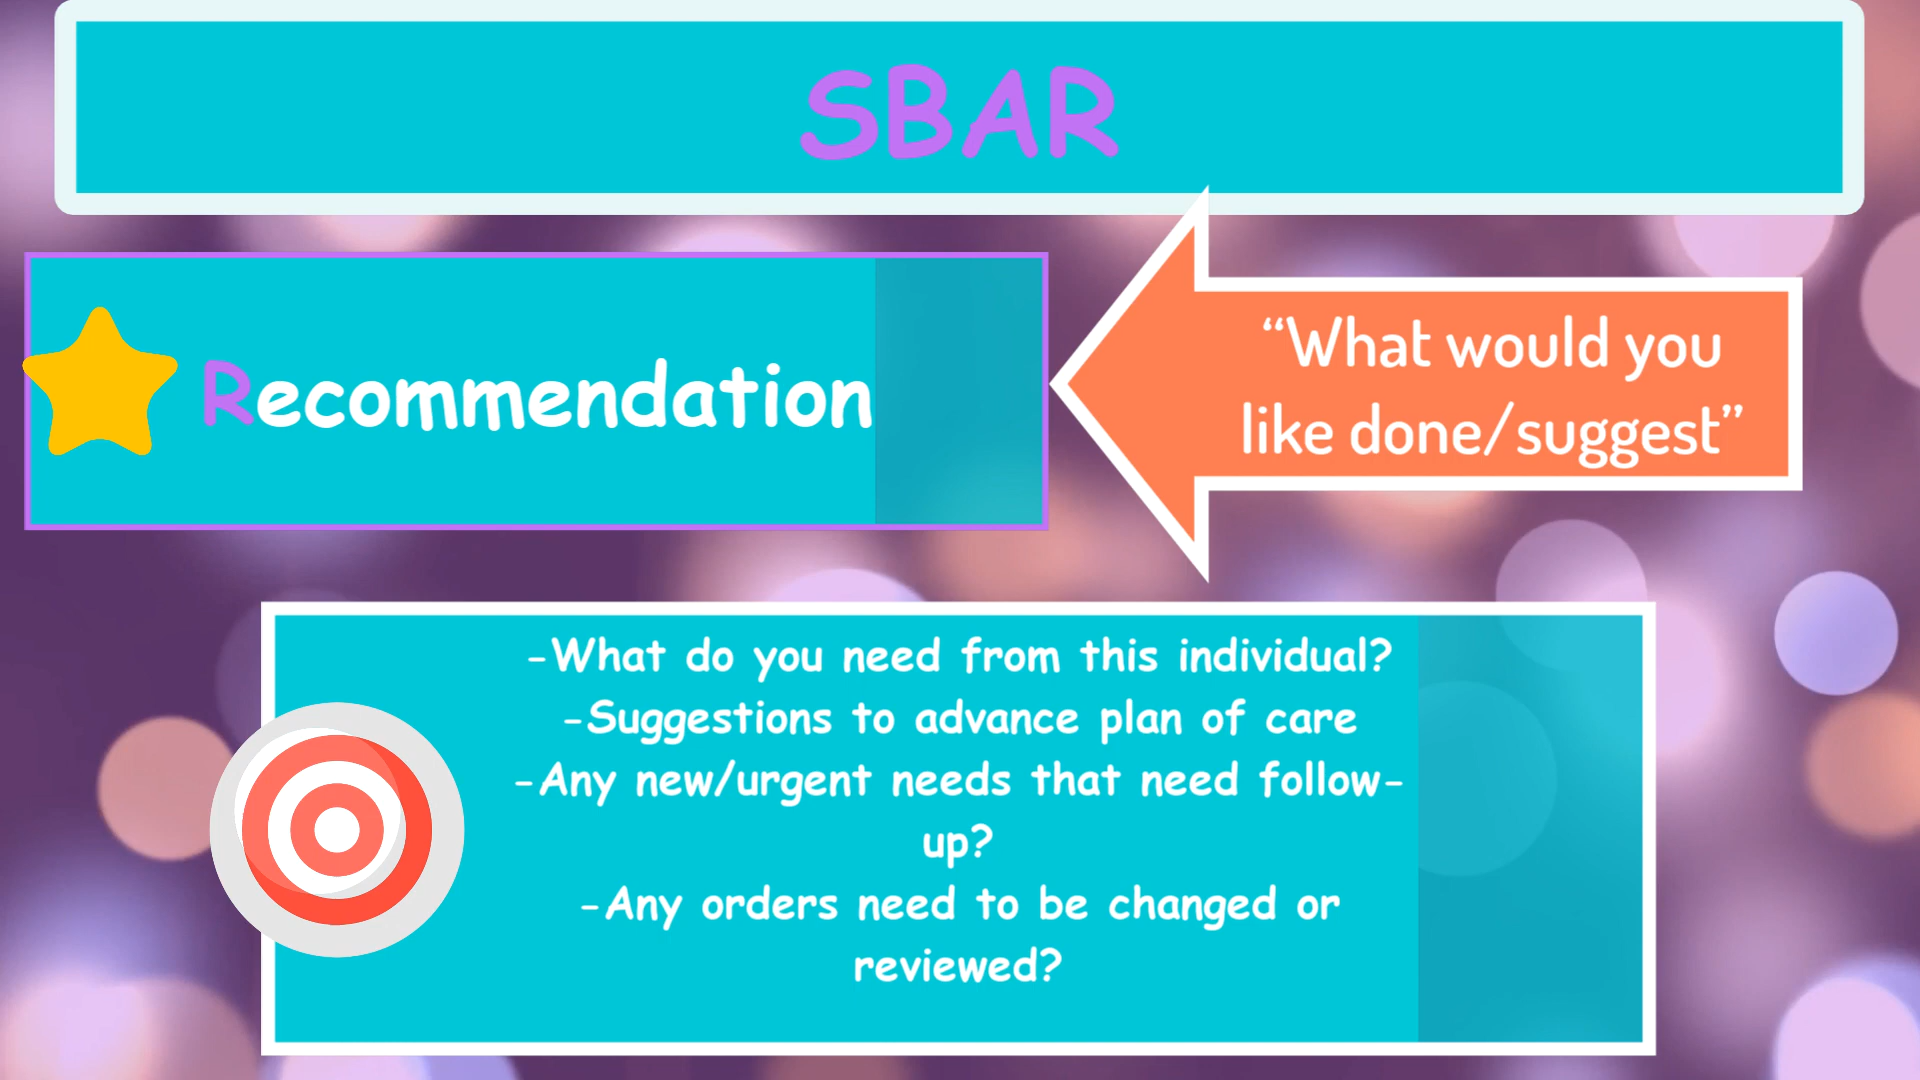 SBAR
Recommendation
“What would you
like done/suggest”
-What do you need from this individual?
-Suggestions to advance plan of care
-Any new/urgent needs that need follow-
up?
-Any orders need to be changed or
reviewed?